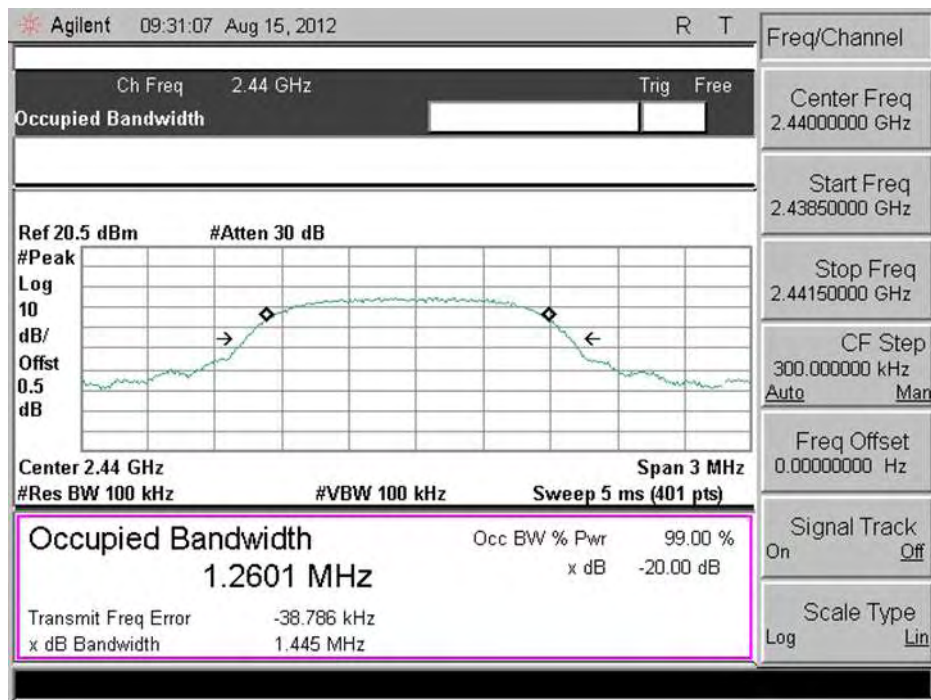 Agilent 09:31:07 Aug 15, 2012 R T
Ch Freq 2.44 GHz Trig Free
Occupied Bandwidth
Ref 20.5 dBm #Atten 30 dB
#Peak
Log
10
dB/
Offst
0.5
dB
Center 2.44 GHz Span 3 MHz
#Res BW 100 kHz #VBW 100 kHz Sweep 5 ms (401 pts)
Occupied Bandwidth Occ BW % Pwr 99.00 %
1.2601 MHz x dB -20.00 dB
Transmit Freq Error -38.786 kHz
x dB Bandwidth 1.445 MHz
Freq/Channel
Center Freq
2.44000000 GHz
Start Freq
2.43850000 GHz
Stop Freq
2.44150000 GHz
CF Step
300.000000 kHz
Auto Man
Freq Offset
0.00000000 Hz
Signal Track
On Off
Scale Type
Log Lin